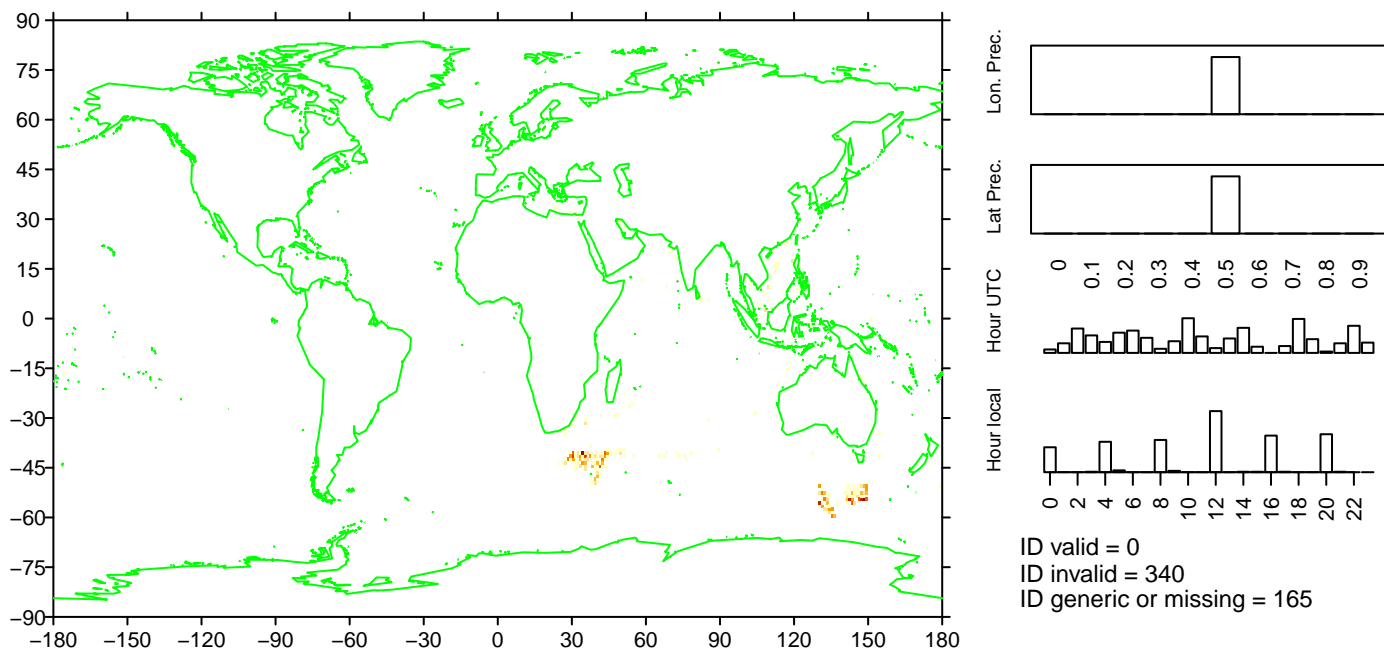 90
75
60
45
30
15
0
−15
−30
−45
−60
−75
−90
−180 −150 −120 −90 −60 −30 0 30 60 90 120 150 180
Lon. Prec.
Lat Prec.
0 0.1 0.2 0.3 0.4 0.5 0.6 0.7 0.8 0.9
Hour UTC
Hour local
0 2 4 6 8 10 12 14 16 18 20 22
ID valid = 0
ID invalid = 340
ID generic or missing = 165